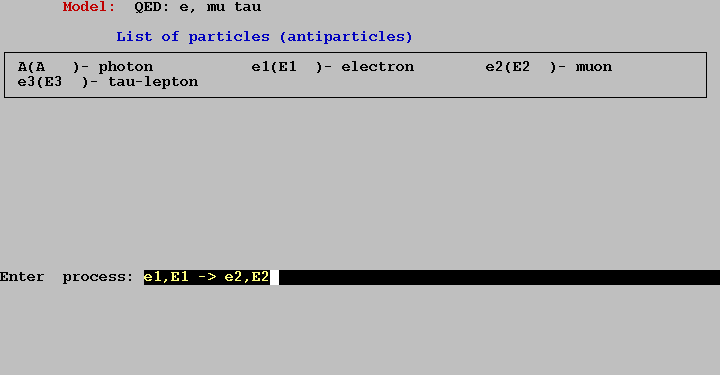 Model: QED: e, mu tau
List of particles (antiparticles)
A(A )- photon e1(E1 )- electron e2(E2 )- muon
e3(E3 )- tau-lepton
Enter process: e1,E1 -> e2,E2